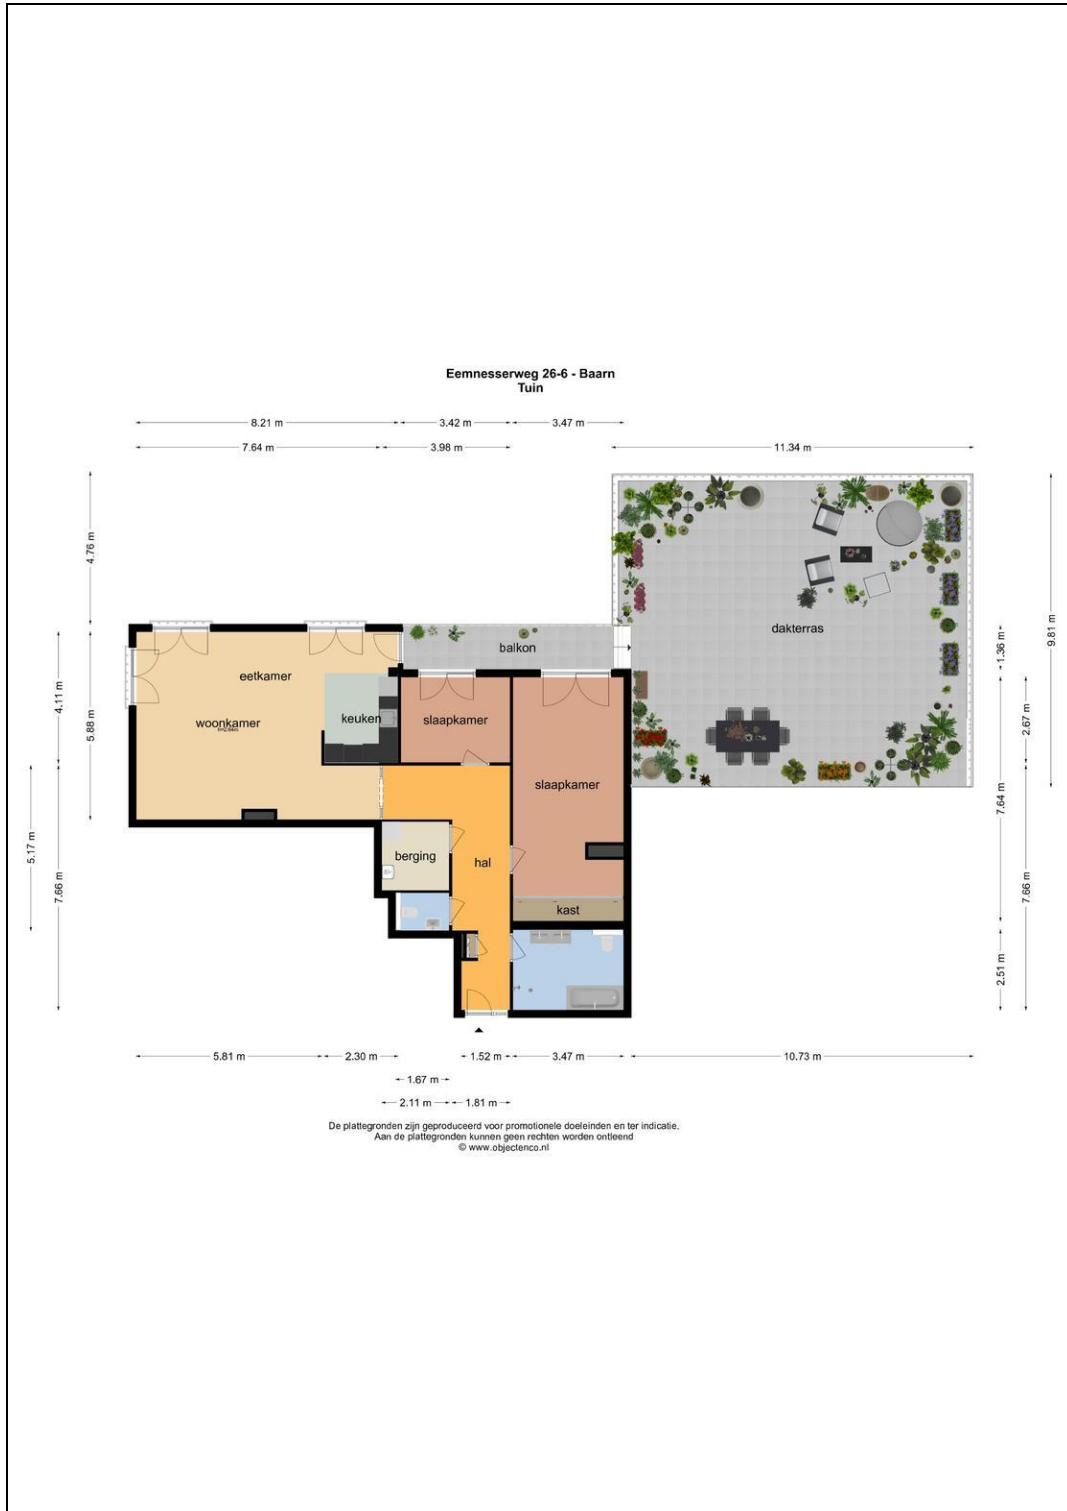 Eemnesserweg 26-6 - Baarn
Tuin
8.21 m
3.42 m
3.47 m
7.64 m
3.98 m
11.34 m
4.76 m
4.11 m
5.88 m
5.17 m
7.66 m
balkon
dakterras
eetkamer
woonkamer
keuken
slaapkamer
slaapkamer
berging
hal
kast
1.36 m
9.81 m
2.67 m
7.64 m
7.66 m
2.51 m
5.81 m
2.30 m
1.52 m
3.47 m
10.73 m
1.67 m
2.11 m
1.81 m
De plattegronden zijn geproduceerd voor promotionele doeleinden en ter indicatie.
Aan de plattegronden kunnen geen rechten worden ontleend
© www.objectenco.nl